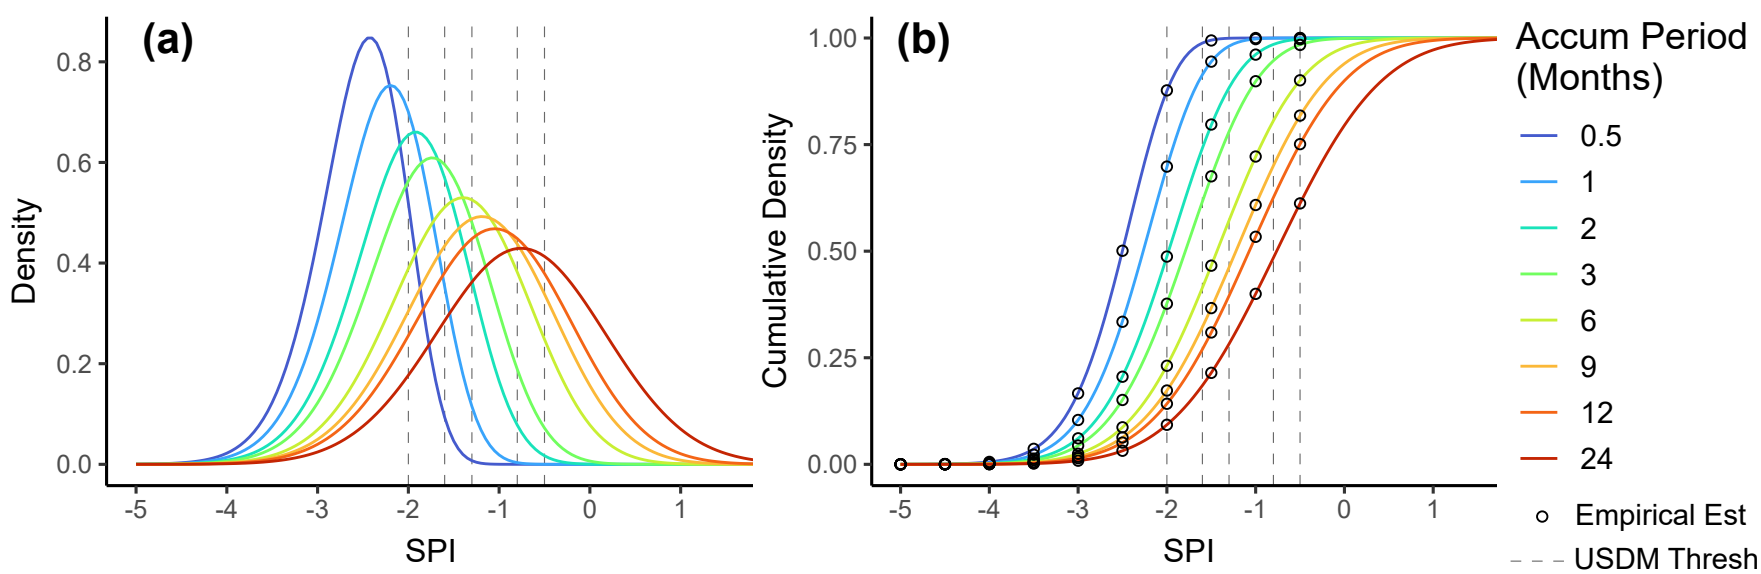 (a)
Density
0.8
0.6
0.4
0.2
0.0
-5 -4 -3 -2 -1 0 1
SPI
(b)
Cumulative Density
1.00
0.75
0.50
0.25
0.00
-5 -4 -3 -2 -1 0 1
SPI
Accum Period
(Months)
0.5
1
2
3
6
9
12
24
Empirical Est
USDM Thresh